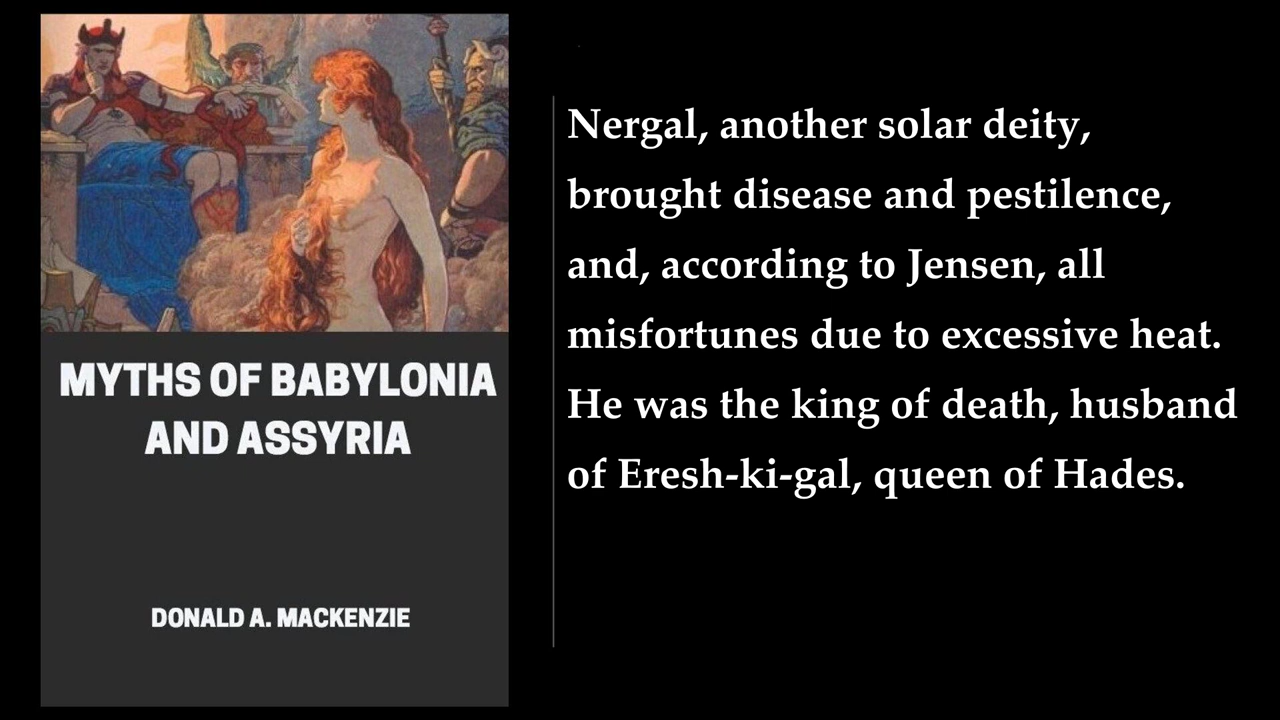 MYTHS OF BABYLONIA
AND ASSYRIA
DONALD A. MACKENZIE
Nergal, another solar deity,
brought disease and pestilence,
and, according to Jensen, all
misfortunes due to excessive heat.
He was the king of death, husband
of Eresh-ki-gal, queen of Hades.